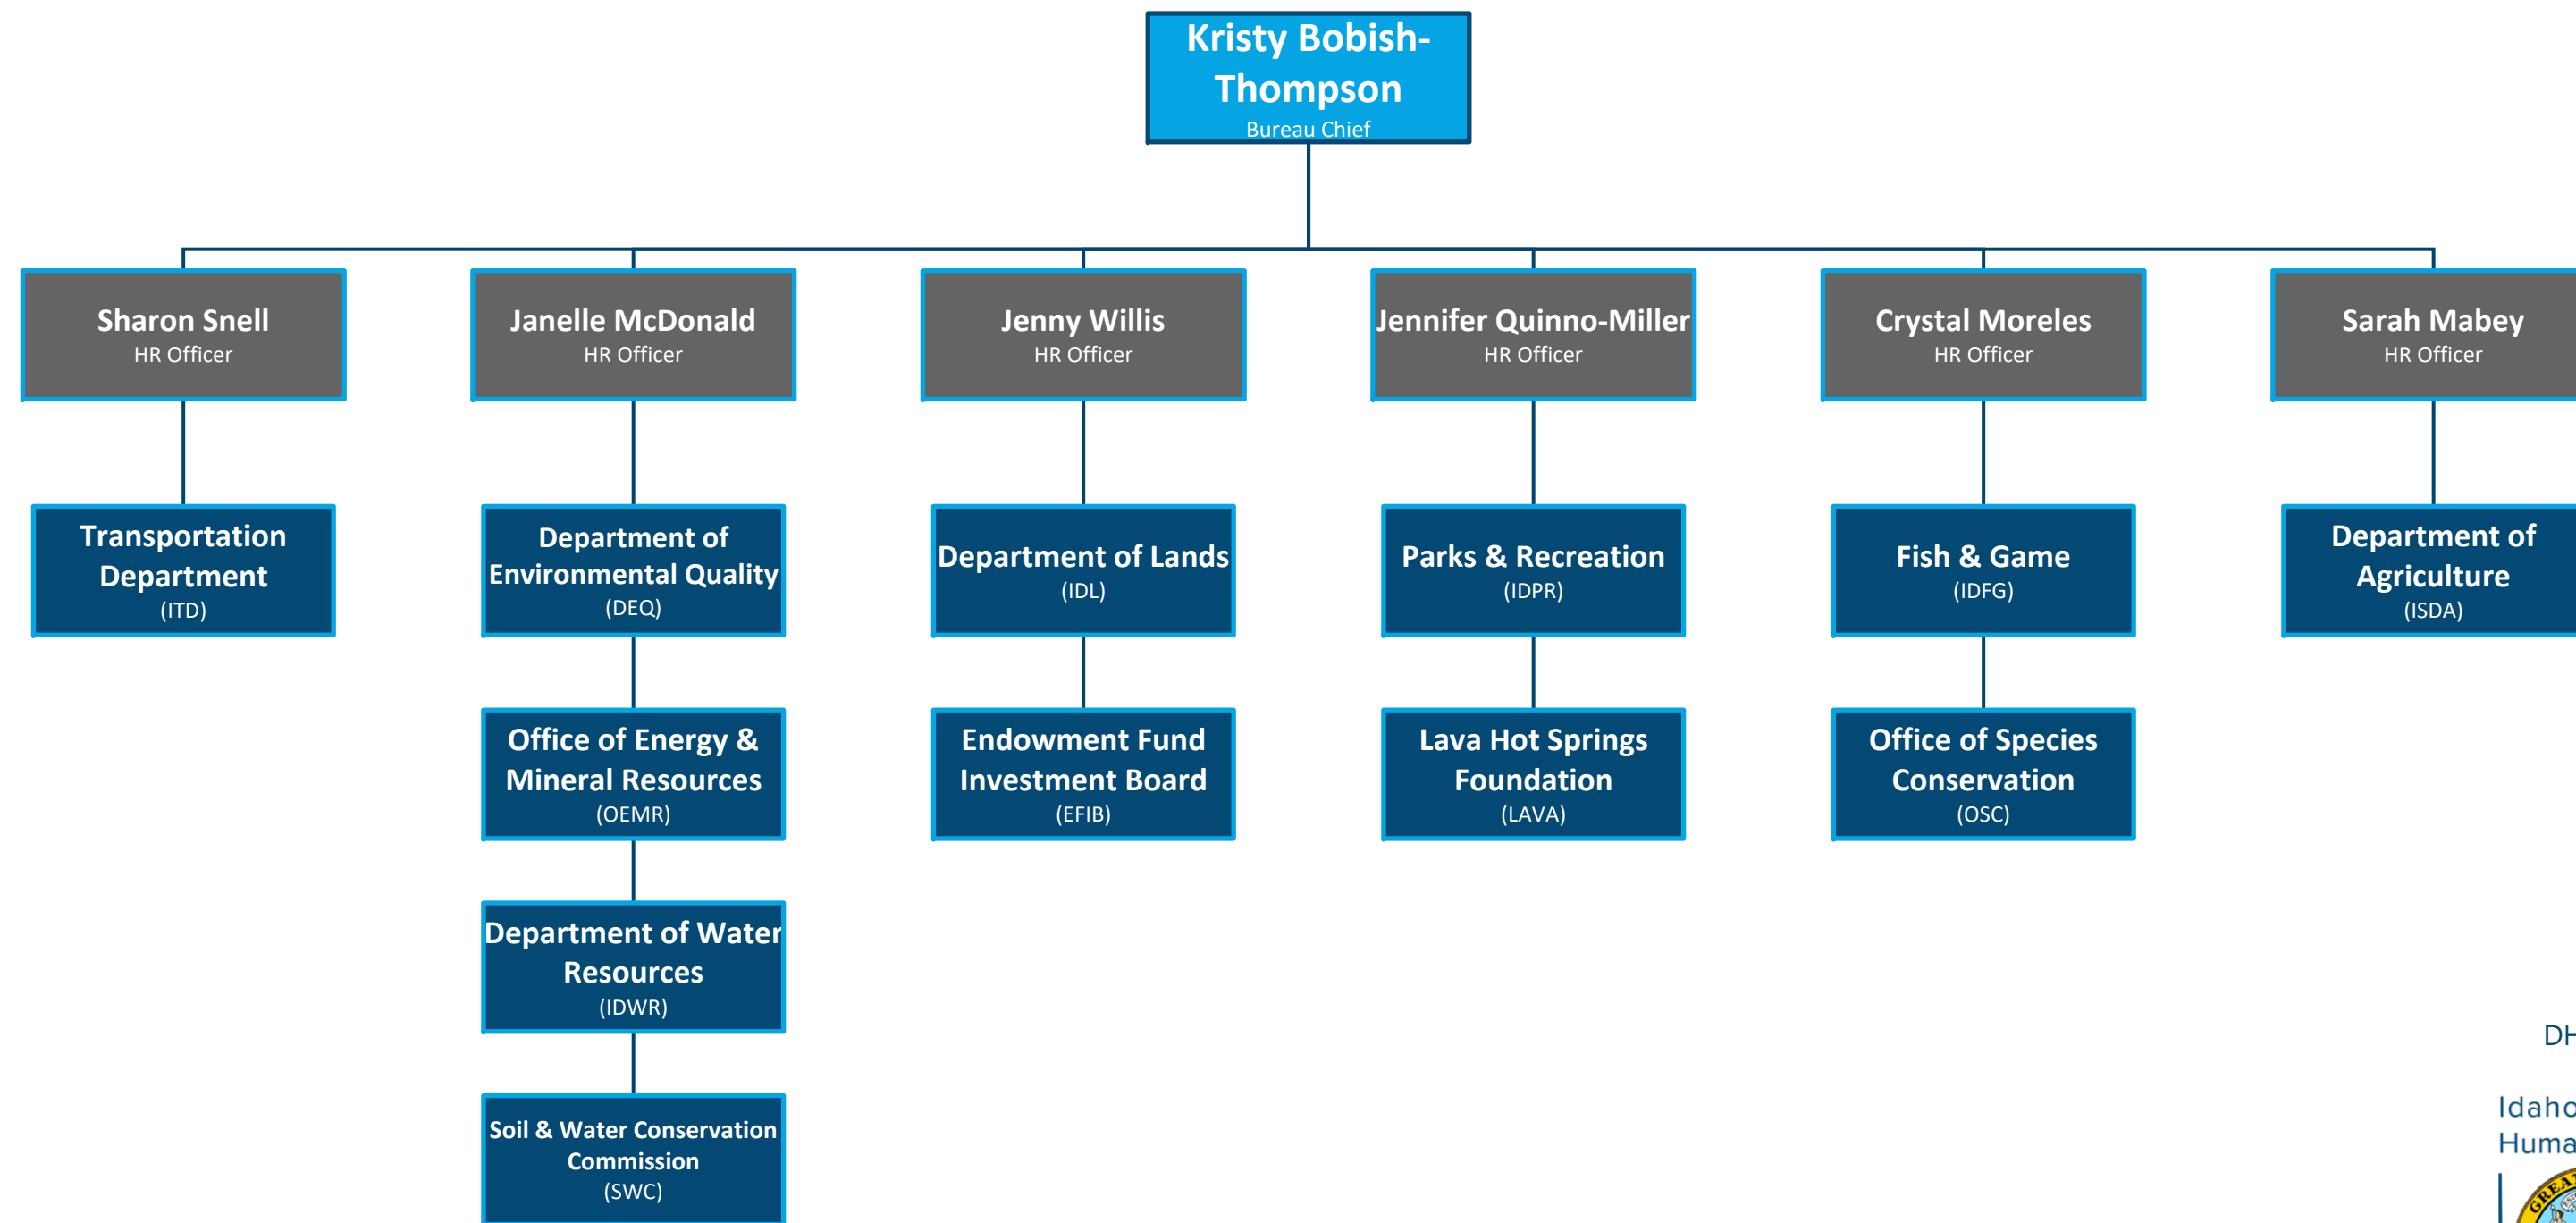 Kristy Bobish-
Thompson
Bureau Chief
Sharon Snell
HR Officer
Janelle McDonald
HR Officer
Jenny Willis
HR Officer
Jennifer Quinno-Miller
HR Officer
Crystal Moreles
HR Officer
Sarah Mabey
HR Officer
Transportation
Department
(ITD)
Department of
Environmental Quality
(DEQ)
Department of Lands
(IDL)
Parks & Recreation
(IDPR)
Fish & Game
(IDFG)
Department of
Agriculture
(ISDA)
Office of Energy &
Mineral Resources
(OEMR)
Endowment Fund
Investment Board
(EFIB)
Lava Hot Springs
Foundation
(LAVA)
Office of Species
Conservation
(OSC)
Department of Water
Resources
(IDWR)
Soil & Water Conservation
Commission
(SWC)
DH
Idaho
Huma